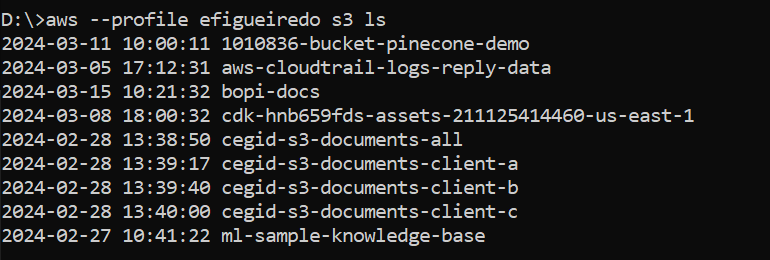 D:\>aws --profile efigueiredo s3 ls
2024-03-11 10:00:11 1010836-bucket-pinecone-demo
2024-03-05 17:12:31 aws-cloudtrail-logs-reply-data
2024-03-15 10:21:32 bopi-docs
2024-03-08 18:00:32 cdk-hnb659fds-assets-211125414460-us-east-1
2024-02-28 13:38:50 cegid-s3-documents-all
2024-02-28 13:39:17 cegid-s3-documents-client-a
2024-02-28 13:39:40 cegid-s3-documents-client-b
2024-02-28 13:40:00 cegid-s3-documents-client-c
2024-02-27 10:41:22 ml-sample-knowledge-base